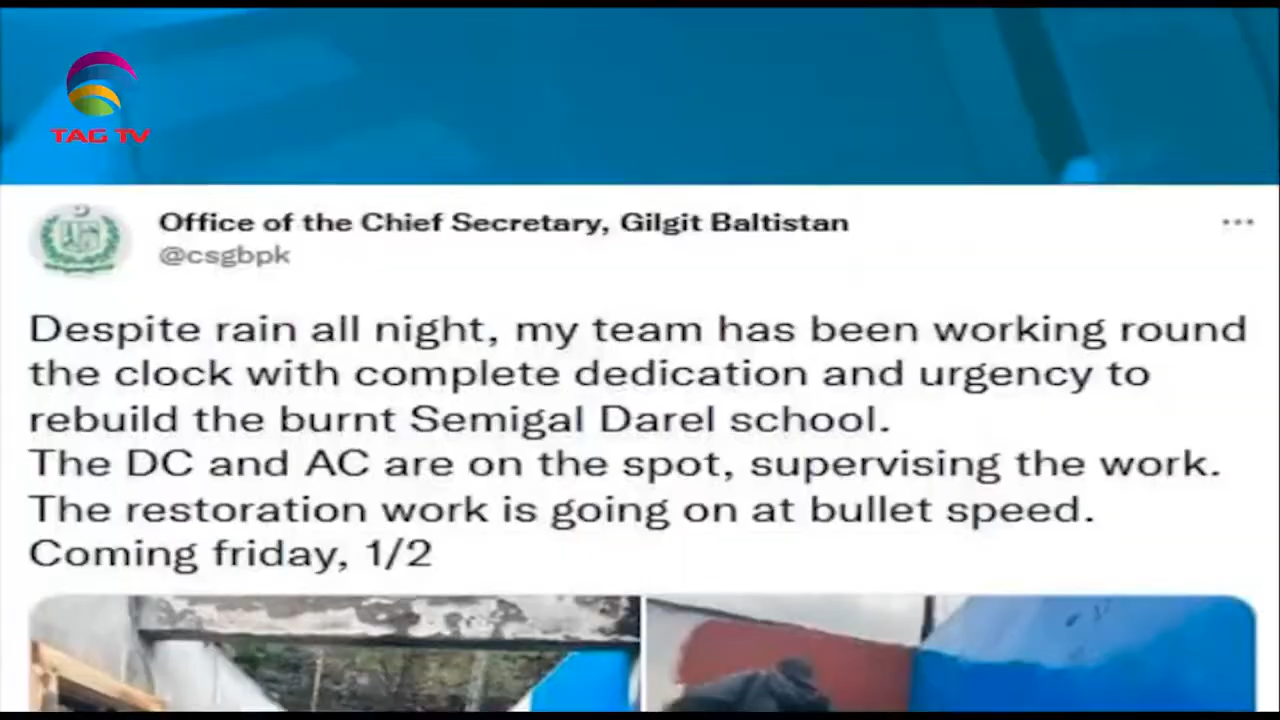 TAG TV
Office of the Chief Secretary, Gilgit Baltistan
@csgbpk
Despite rain all night, my team has been working round
the clock with complete dedication and urgency to
rebuild the burnt Semigal Darel school.
The DC and AC are on the spot, supervising the work.
The restoration work is going on at bullet speed.
Coming friday, 1/2